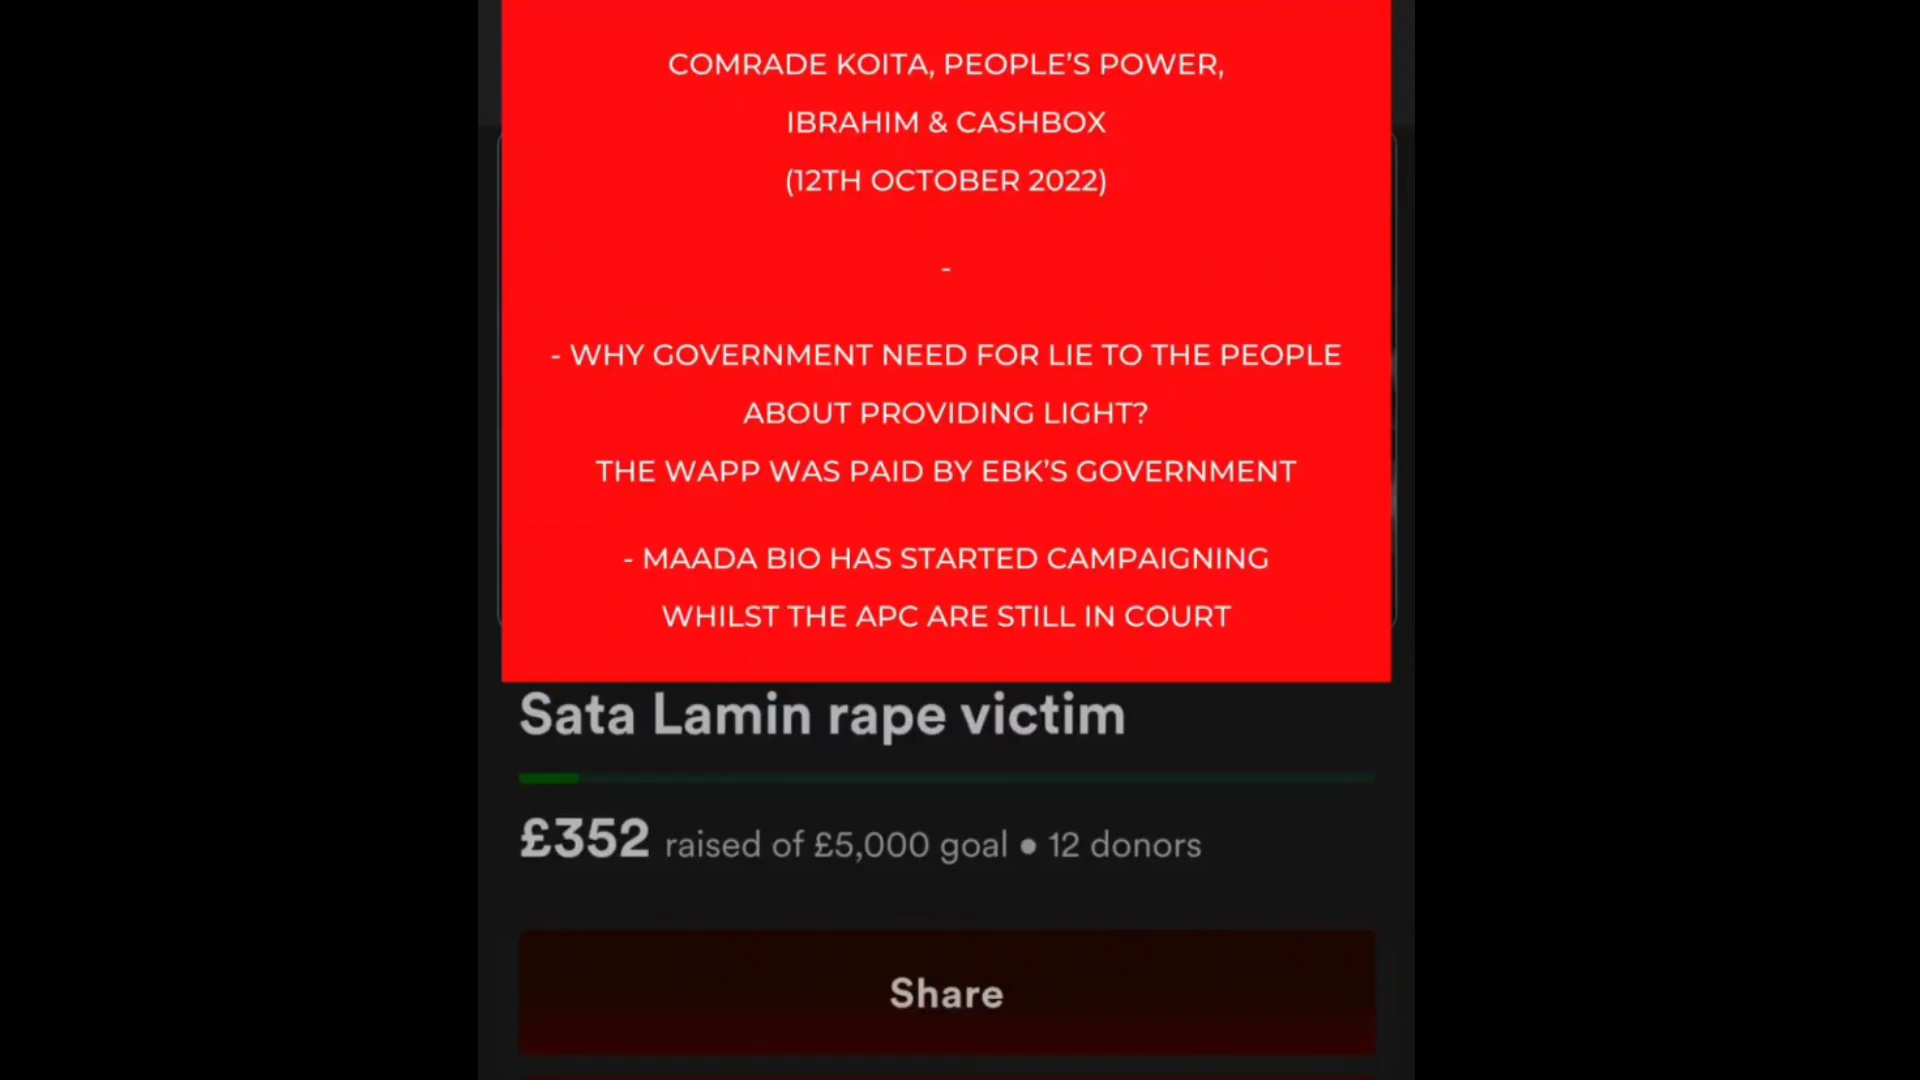 COMRADE KOITA, PEOPLE’S POWER,
IBRAHIM & CASHBOX
(12TH OCTOBER 2022)
-
- WHY GOVERNMENT NEED FOR LIE TO THE PEOPLE
ABOUT PROVIDING LIGHT?
THE WAPP WAS PAID BY EBK’S GOVERNMENT
- MAADA BIO HAS STARTED CAMPAIGNING
WHILST THE APC ARE STILL IN COURT
Sata Lamin rape victim
£352 raised of £5,000 goal • 12 donors
Share